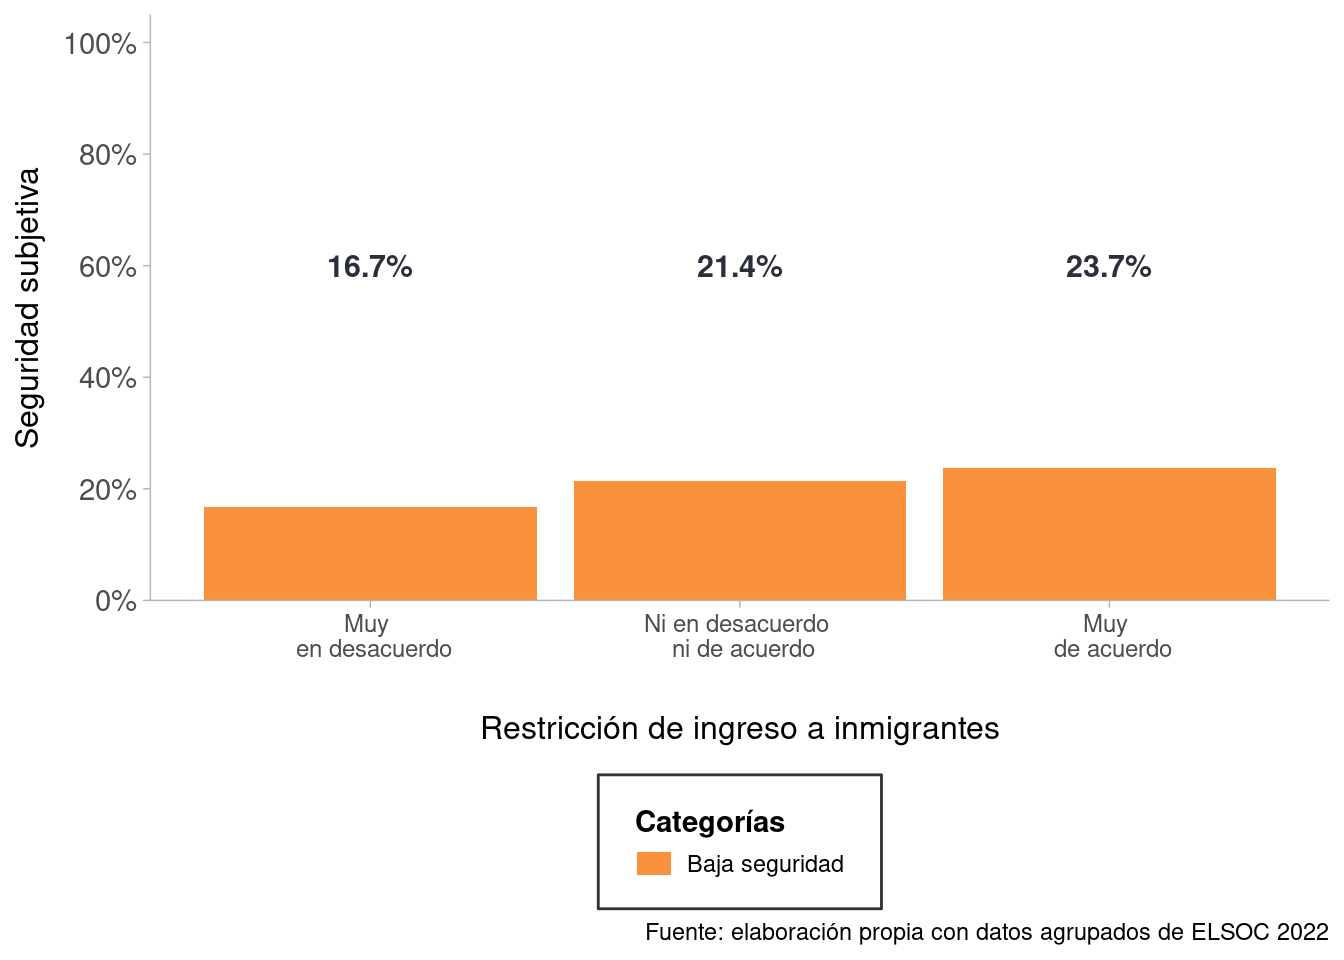 100%
80%
60%
40%
20%
0%
Seguridad subjetiva
16.7%
21.4%
23.7%
Muy
en desacuerdo
Ni en desacuerdo
ni de acuerdo
Muy
de acuerdo
Restricción de ingreso a inmigrantes
Categorías
Baja seguridad
Fuente: elaboración propia con datos agrupados de ELSOC 2022